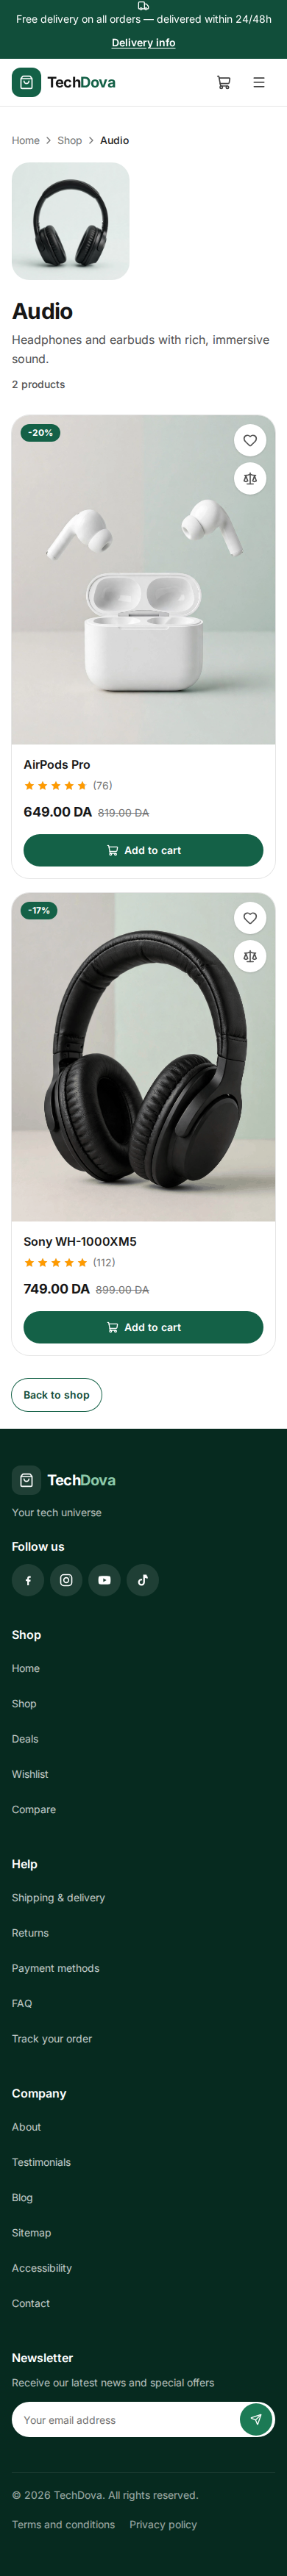 Free delivery on all orders — delivered within 24/48h
Delivery info
TechDova
Home > Shop > Audio
Audio
Headphones and earbuds with rich, immersive
sound.
2 products
-20%
AirPods Pro
(76)
649.00 DA 819.00 DA
Add to cart
-17%
Sony WH-1000XM5
(112)
749.00 DA 899.00 DA
Add to cart
Back to shop
TechDova
Your tech universe
Follow us
Shop
Home
Shop
Deals
Wishlist
Compare
Help
Shipping & delivery
Returns
Payment methods
FAQ
Track your order
Company
About
Testimonials
Blog
Sitemap
Accessibility
Contact
Newsletter
Receive our latest news and special offers
Your email address
© 2026 TechDova. All rights reserved.
Terms and conditions Privacy policy